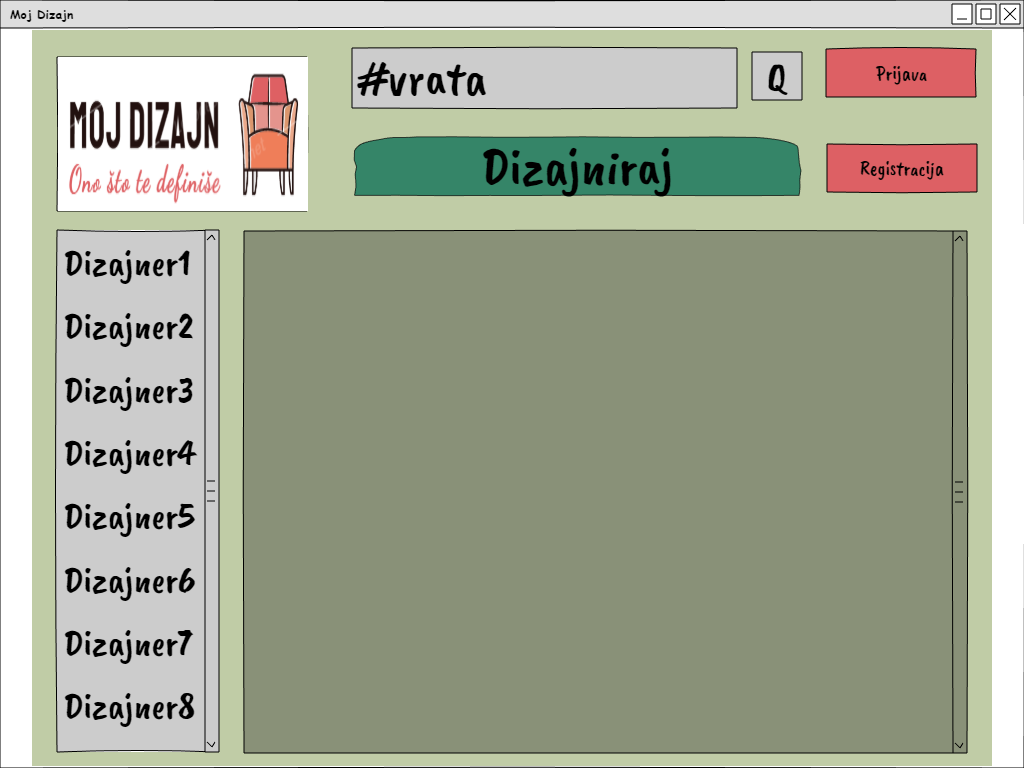 Moj Dizajn
MOJ DIZAJN
Ono što te definiše
#vrata
Q
Prijava
Dizajniraj
Registracija
Dizajner1
Dizajner2
Dizajner3
Dizajner4
Dizajner5
Dizajner6
Dizajner7
Dizajner8